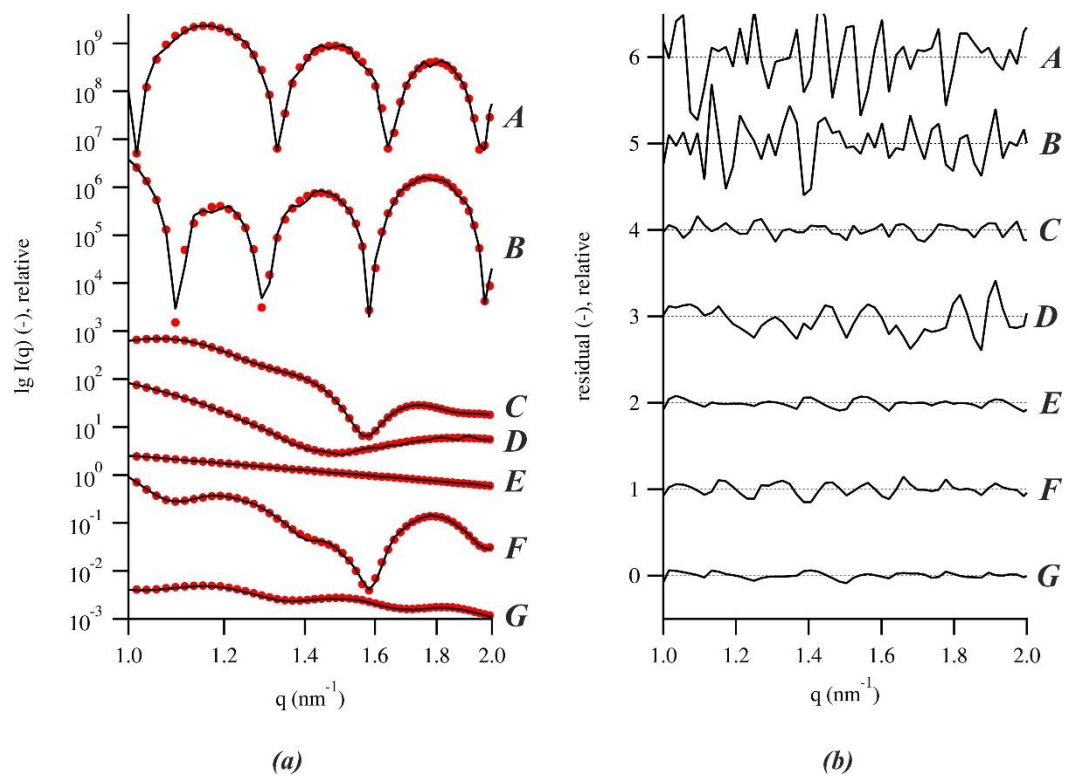 lg I(q) (-), relative
10^9
10^8
10^7
10^6
10^5
10^4
10^3
10^2
10^1
10^0
10^-1
10^-2
10^-3
A
B
C
D
E
F
G
1.0
1.2
1.4
1.6
1.8
2.0
q (nm^-1)
(a)
residual (-), relative
6
5
4
3
2
1
0
A
B
C
D
E
F
G
1.0
1.2
1.4
1.6
1.8
2.0
q (nm^-1)
(b)